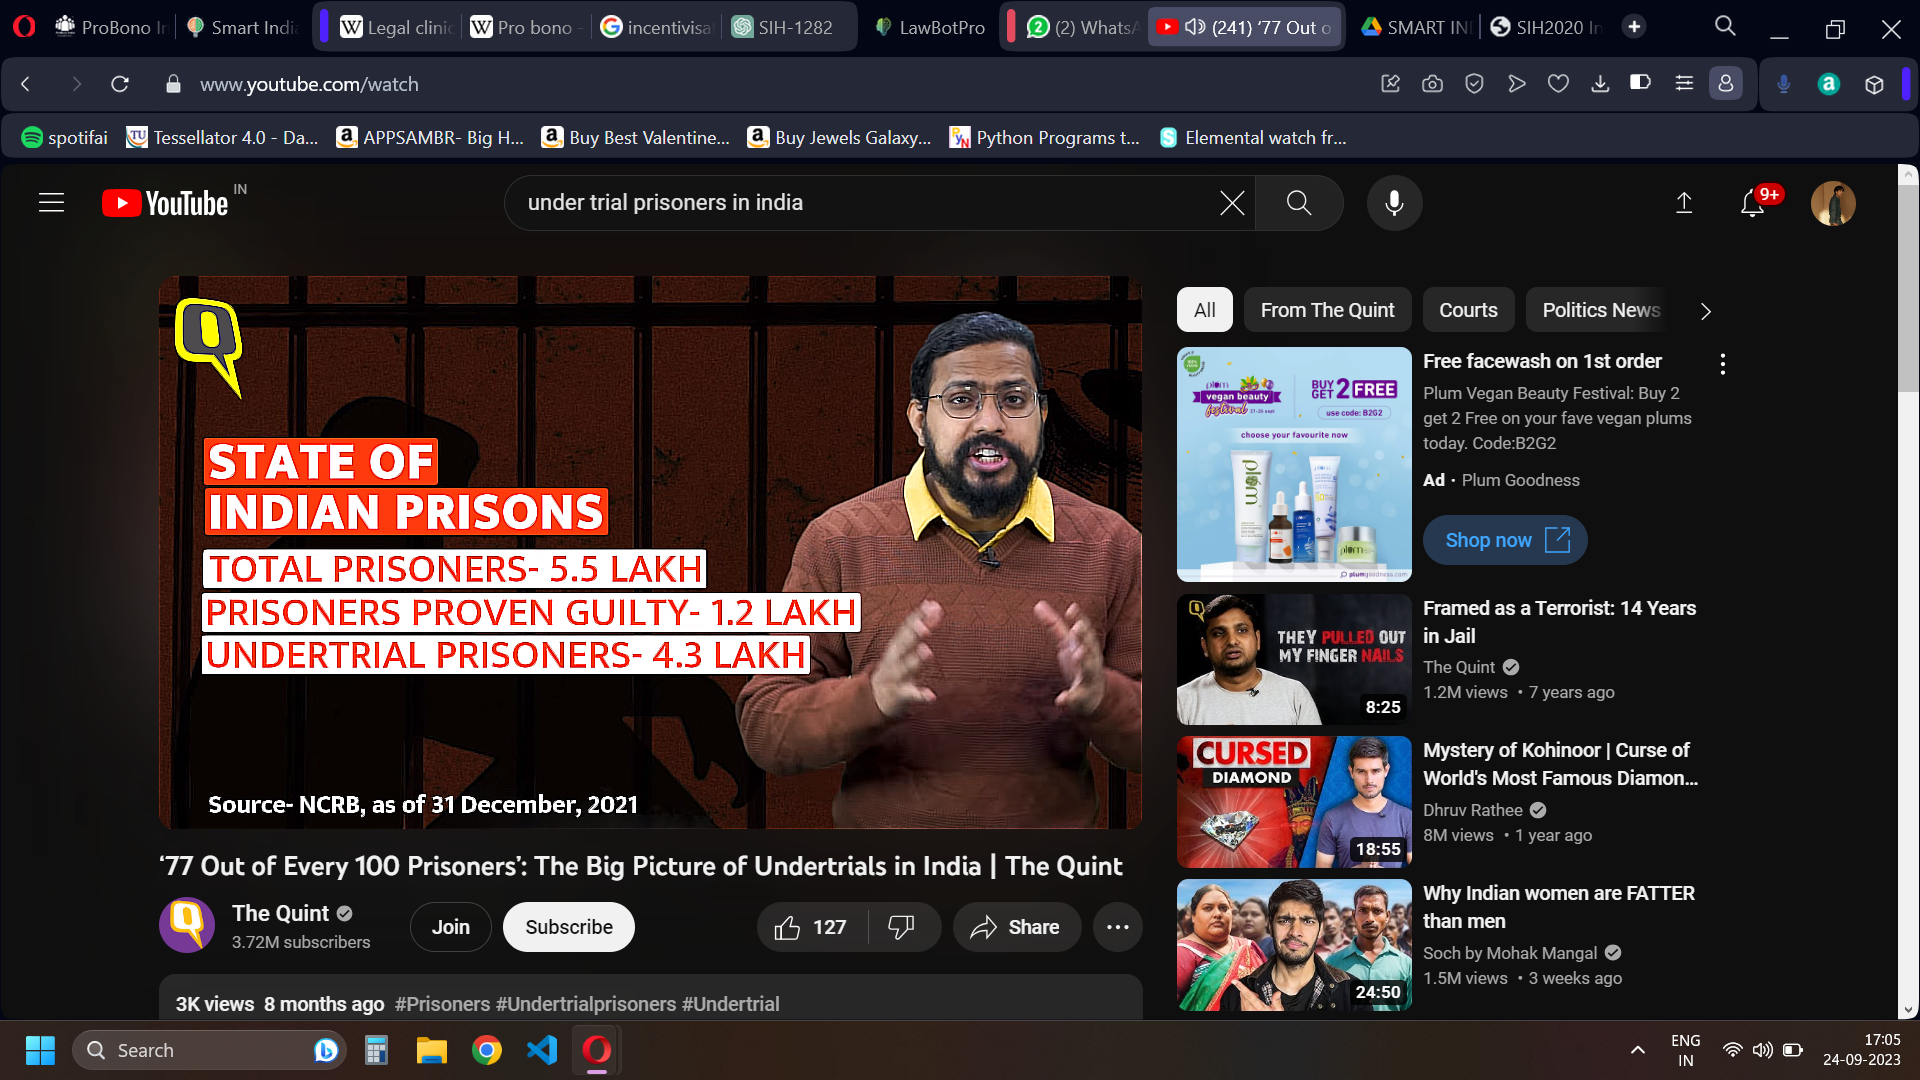 ProBono In
Smart India
Legal clinic
Pro bono -
incentivisat
SIH-1282
LawBotPro
(2) WhatsA
(241) ‘77 Out o
SMART IND
SIH2020 In
www.youtube.com/watch
spotifai
Tessellator 4.0 - Da...
APPSAMBR- Big H...
Buy Best Valentine...
Buy Jewels Galaxy...
Python Programs t...
Elemental watch fr...
YouTube IN
under trial prisoners in india
9+
Q
STATE OF
INDIAN PRISONS
TOTAL PRISONERS- 5.5 LAKH
PRISONERS PROVEN GUILTY- 1.2 LAKH
UNDERTRIAL PRISONERS- 4.3 LAKH
Source- NCRB, as of 31 December, 2021
‘77 Out of Every 100 Prisoners’: The Big Picture of Undertrials in India | The Quint
The Quint
3.72M subscribers
Join
Subscribe
127
Share
3K views 8 months ago #Prisoners #Undertrialprisoners #Undertrial
All
From The Quint
Courts
Politics News
plum
vegan beauty
festival 21-26 sept
BUY 2 FREE
GET
use code: B2G2
choose your favourite now
plum
plum
plumgoodness.com
Free facewash on 1st order
Plum Vegan Beauty Festival: Buy 2
get 2 Free on your fave vegan plums
today. Code:B2G2
Ad • Plum Goodness
Shop now
THEY PULLED OUT
MY FINGER NAILS
8:25
Framed as a Terrorist: 14 Years
in Jail
The Quint
1.2M views • 7 years ago
CURSED
DIAMOND
18:55
Mystery of Kohinoor | Curse of
World's Most Famous Diamon...
Dhruv Rathee
8M views • 1 year ago
24:50
Why Indian women are FATTER
than men
Soch by Mohak Mangal
1.5M views • 3 weeks ago
Search
ENG
IN
17:05
24-09-2023